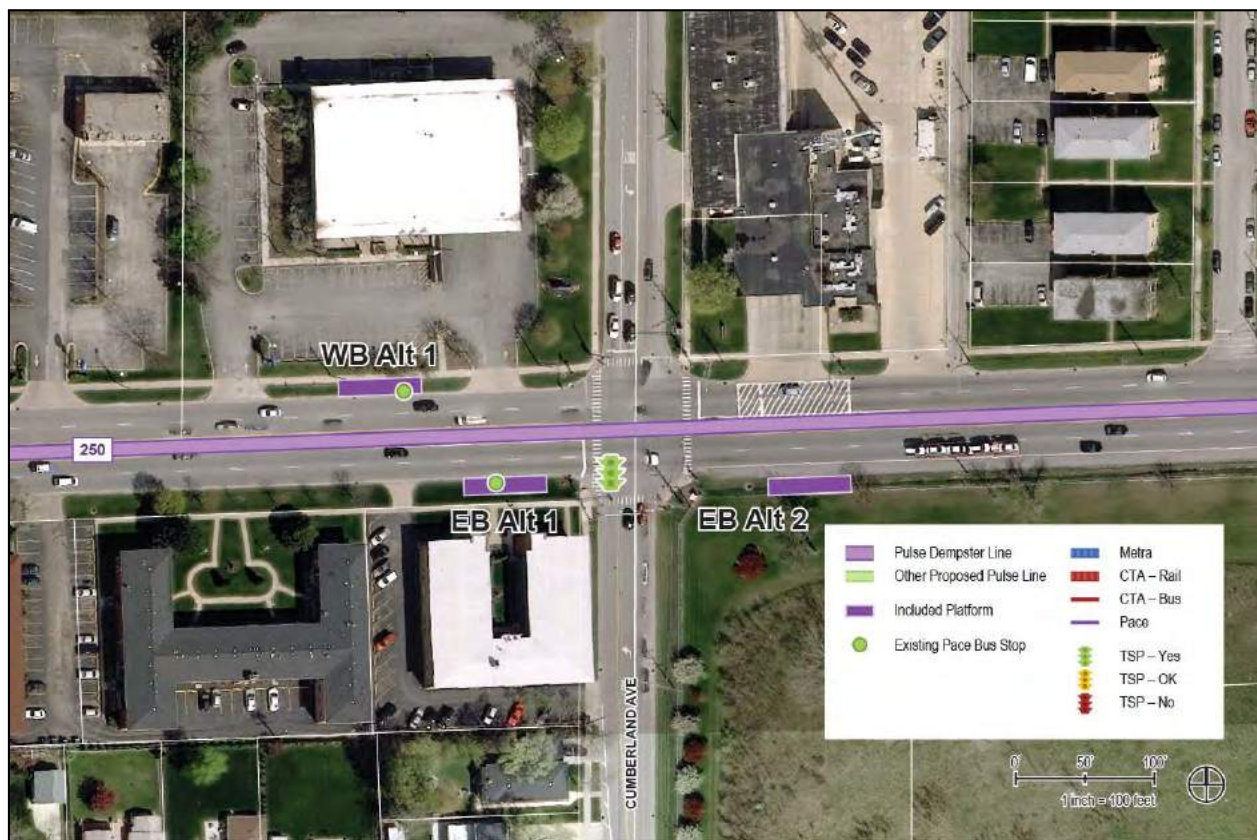 WB Alt 1
250
EB Alt 1
EB Alt 2
CUMBERLAND AVE
Pulse Dempster Line
Other Proposed Pulse Line
Included Platform
Existing Pace Bus Stop
Metra
CTA – Rail
CTA – Bus
Pace
TSP – Yes
TSP – OK
TSP – No
0' 50' 100'
1 inch = 100 feet